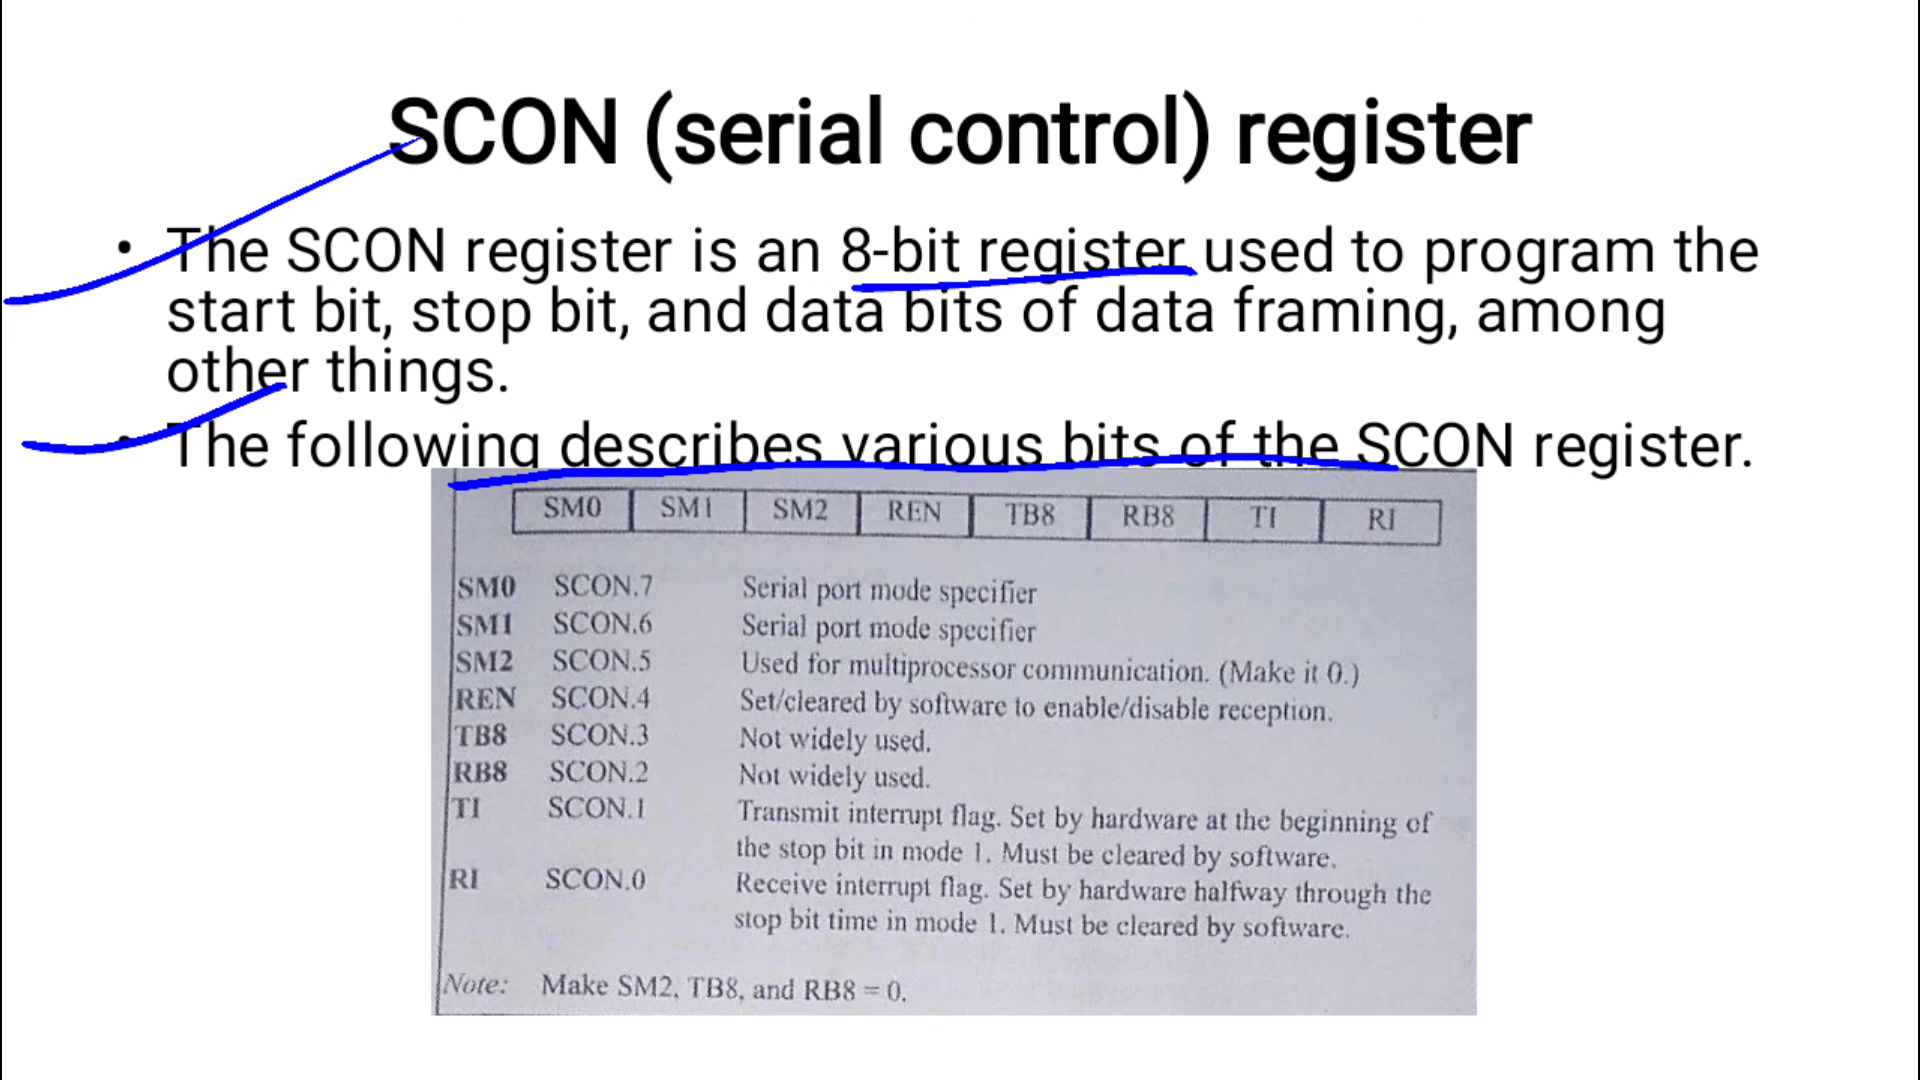 SCON (serial control) register
• The SCON register is an 8-bit register used to program the
start bit, stop bit, and data bits of data framing, among
other things.
• The following describes various bits of the SCON register.
SM0 SM1 SM2 REN TB8 RB8 TI RI
SM0 SCON.7 Serial port mode specifier
SM1 SCON.6 Serial port mode specifier
SM2 SCON.5 Used for multiprocessor communication. (Make it 0.)
REN SCON.4 Set/cleared by software to enable/disable reception.
TB8 SCON.3 Not widely used.
RB8 SCON.2 Not widely used.
TI SCON.1 Transmit interrupt flag. Set by hardware at the beginning of
the stop bit in mode 1. Must be cleared by software.
RI SCON.0 Receive interrupt flag. Set by hardware halfway through the
stop bit time in mode 1. Must be cleared by software.
Note: Make SM2, TB8, and RB8 = 0.